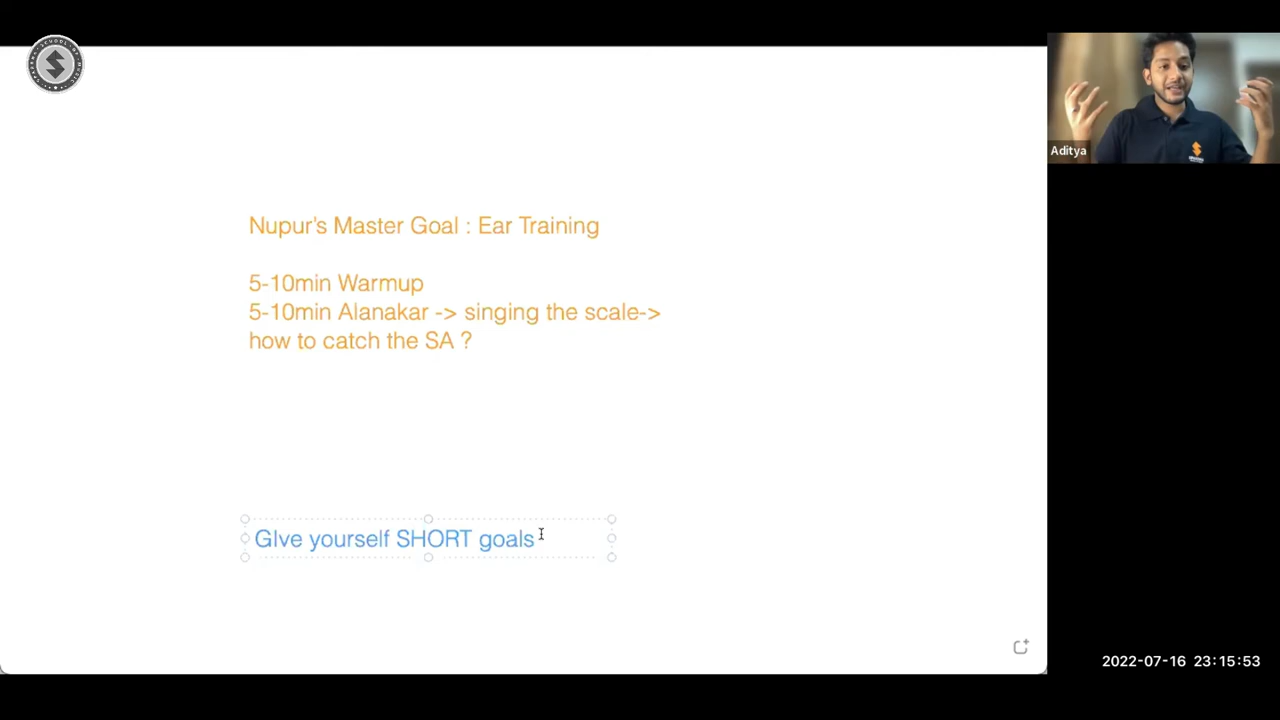 Aditya
Nupur's Master Goal : Ear Training
5-10min Warmup
5-10min Alanakar -> singing the scale->
how to catch the SA ?
GIve yourself SHORT goals
2022-07-16 23:15:53